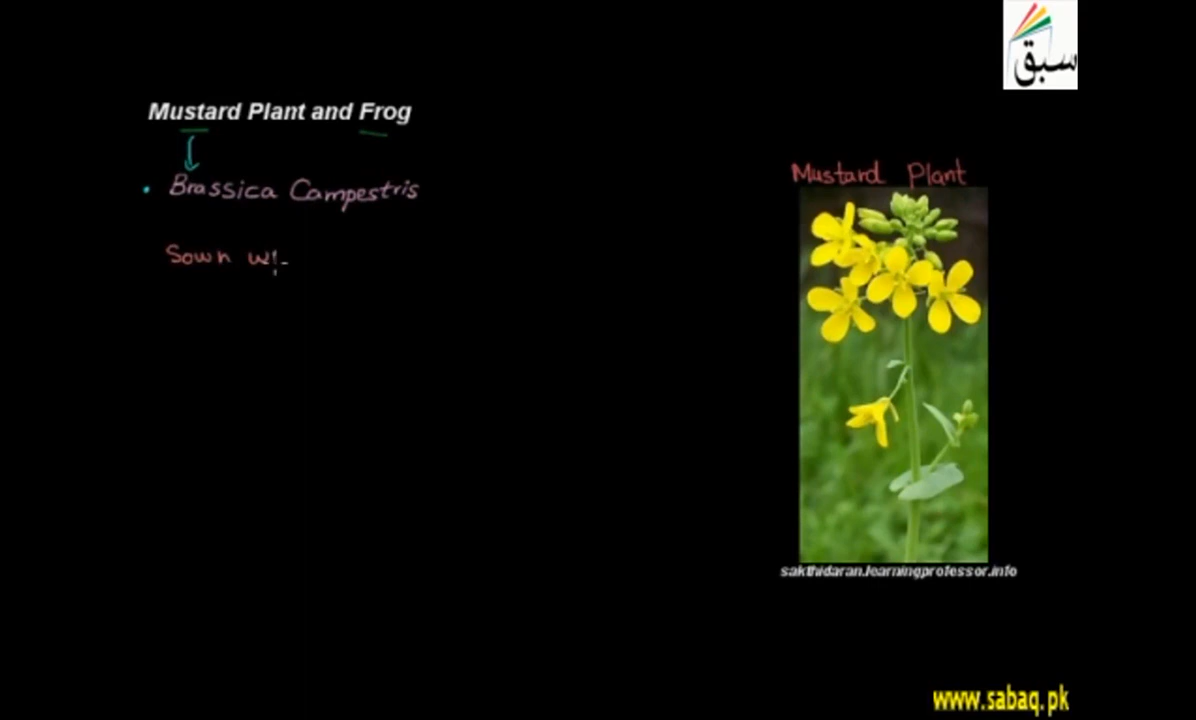 سبق
Mustard Plant and Frog
Brassica Campestris
Sown
Mustard Plant
sakthidaran.learningprofessor.info
www.sabaq.pk